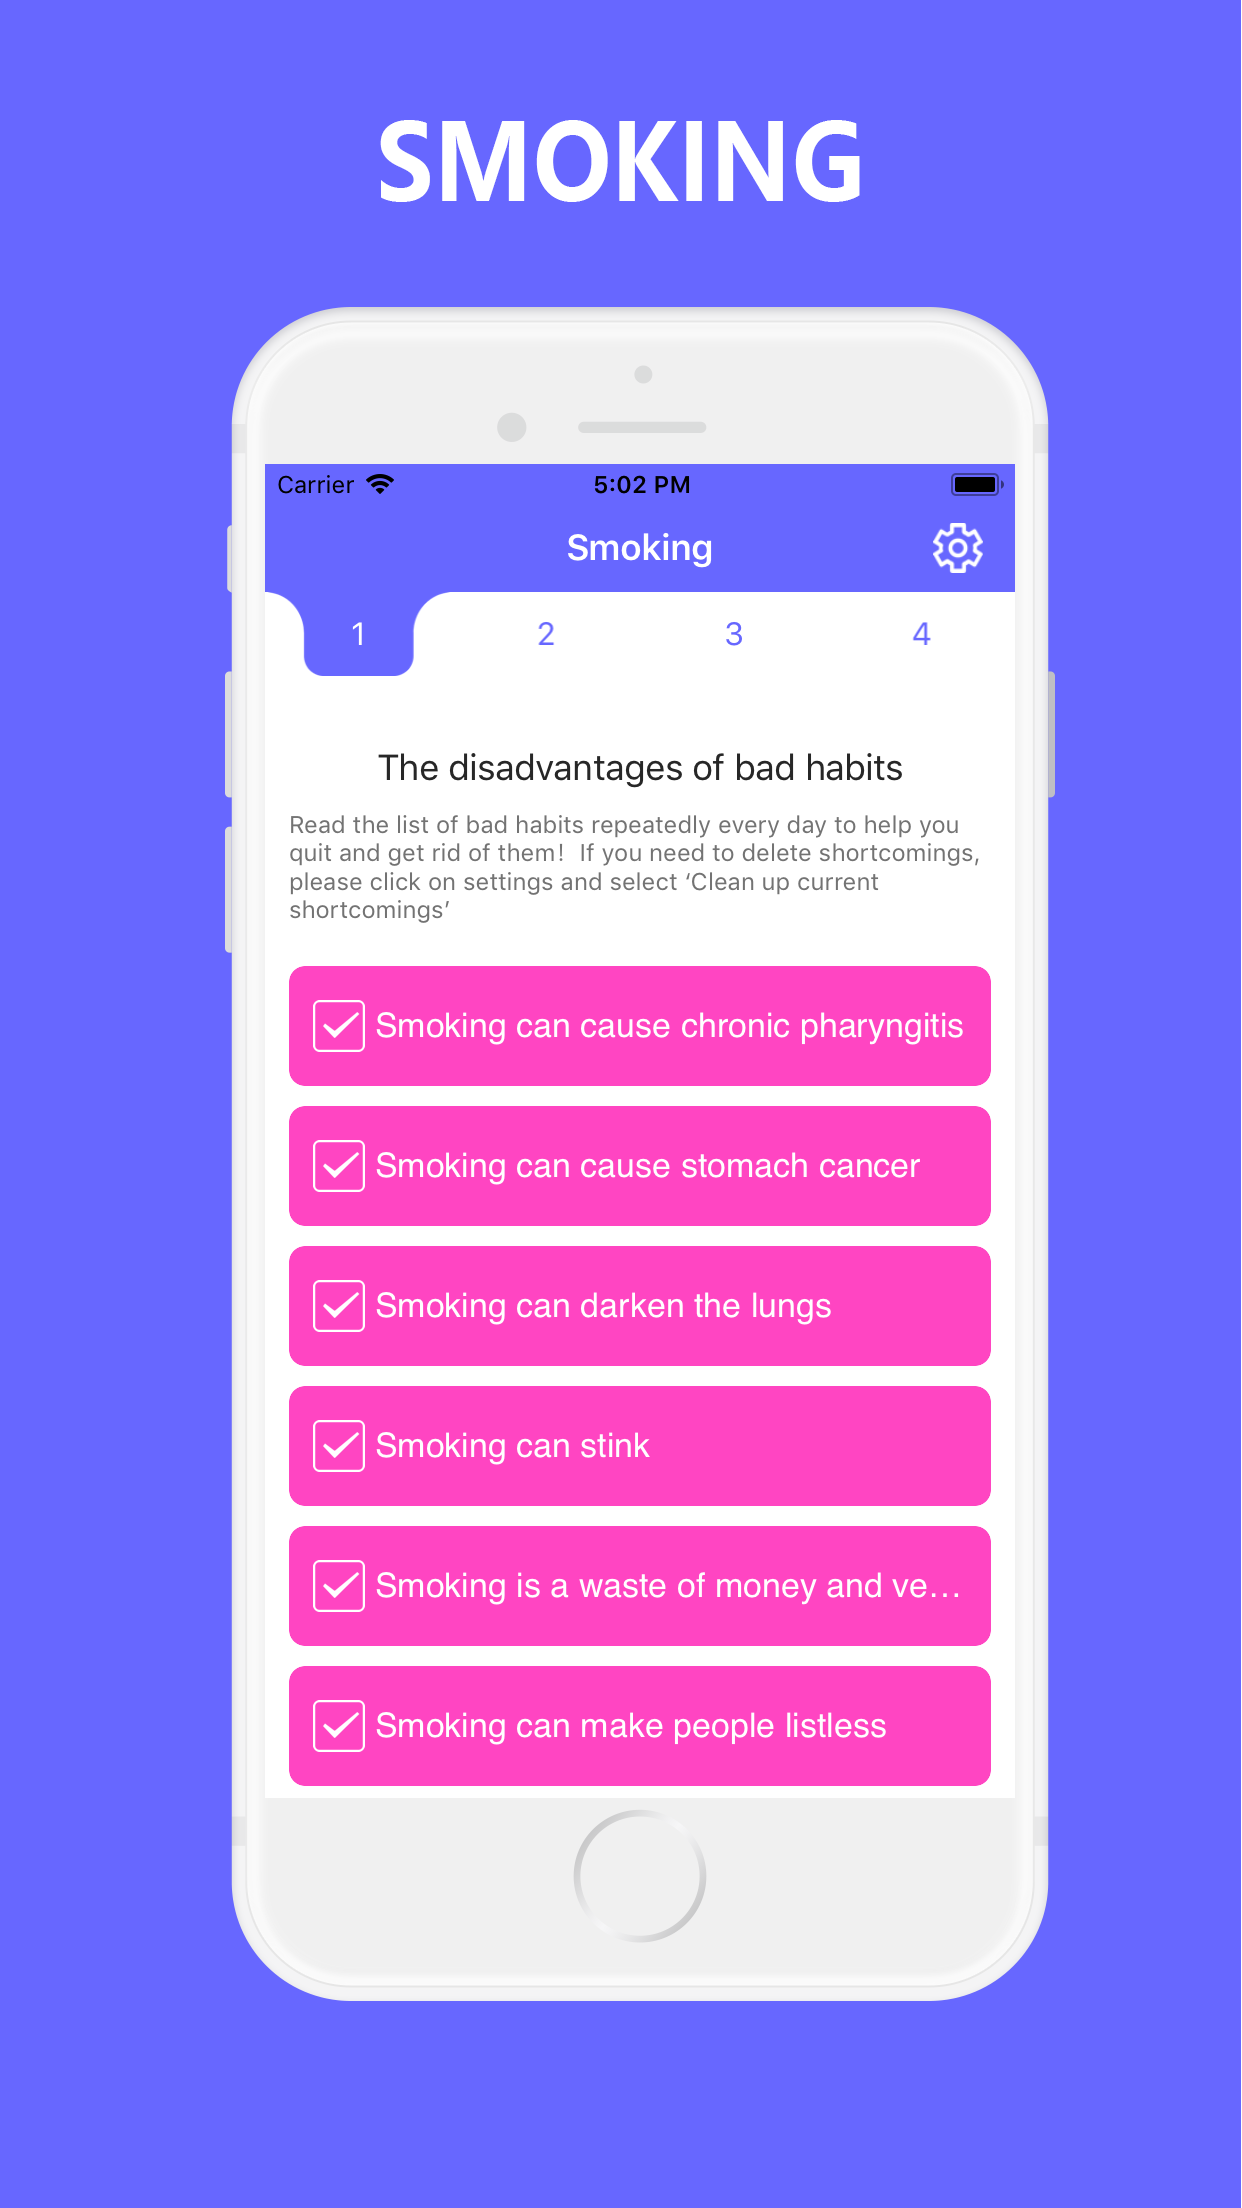 SMOKING
Carrier 5:02 PM
Smoking
1 2 3 4
The disadvantages of bad habits
Read the list of bad habits repeatedly every day to help you
quit and get rid of them!  If you need to delete shortcomings,
please click on settings and select ‘Clean up current
shortcomings’
Smoking can cause chronic pharyngitis
Smoking can cause stomach cancer
Smoking can darken the lungs
Smoking can stink
Smoking is a waste of money and ve...
Smoking can make people listless